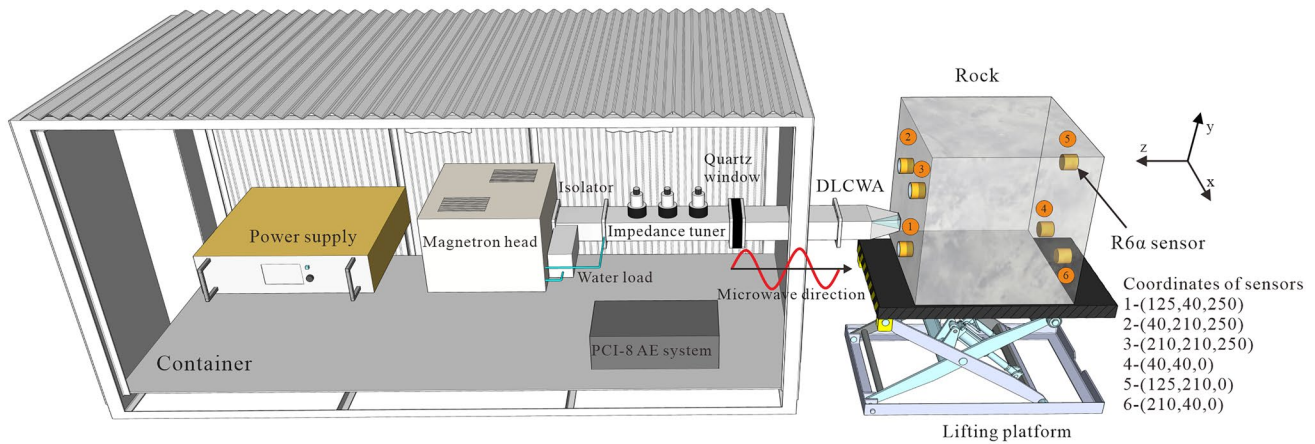 Rock
y
z
x
2
5
3
4
1
6
Quartz
window
DLCWA
Isolator
Power supply
Magnetron head
Impedance tuner
R6α sensor
Water load
Microwave direction
PCI-8 AE system
Container
Coordinates of sensors
1-(125,40,250)
2-(40,210,250)
3-(210,210,250)
4-(40,40,0)
5-(125,210,0)
6-(210,40,0)
Lifting platform